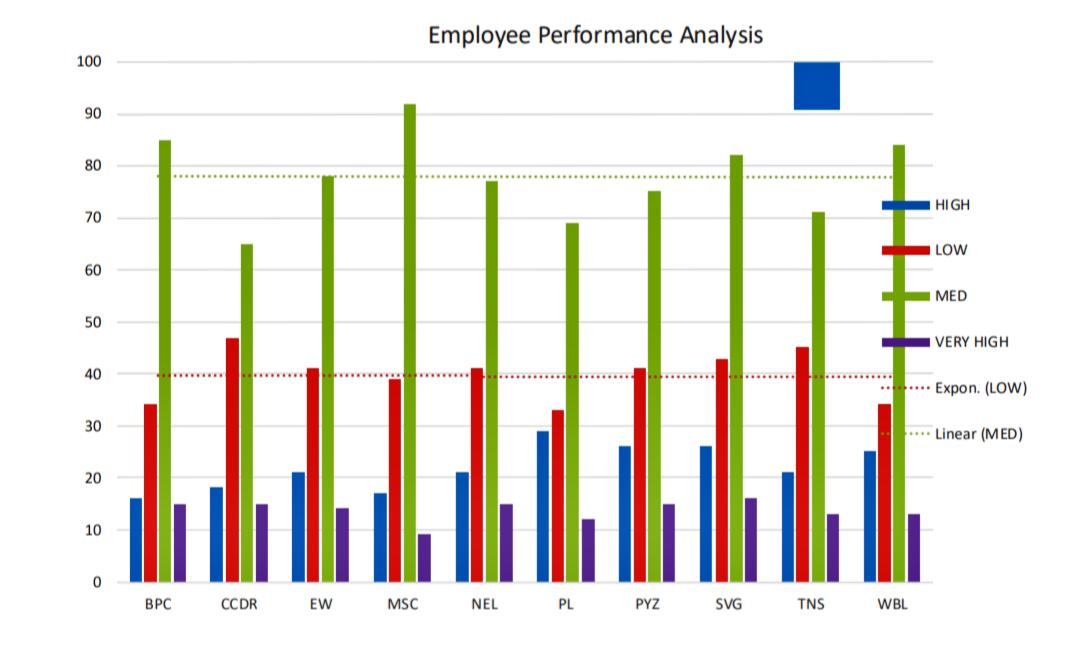 Employee Performance Analysis
100
90
80
70
60
50
40
30
20
10
0
BPC CCDR EW MSC NEL PL PYZ SVG TNS WBL
HIGH
LOW
MED
VERY HIGH
Expon. (LOW)
Linear (MED)